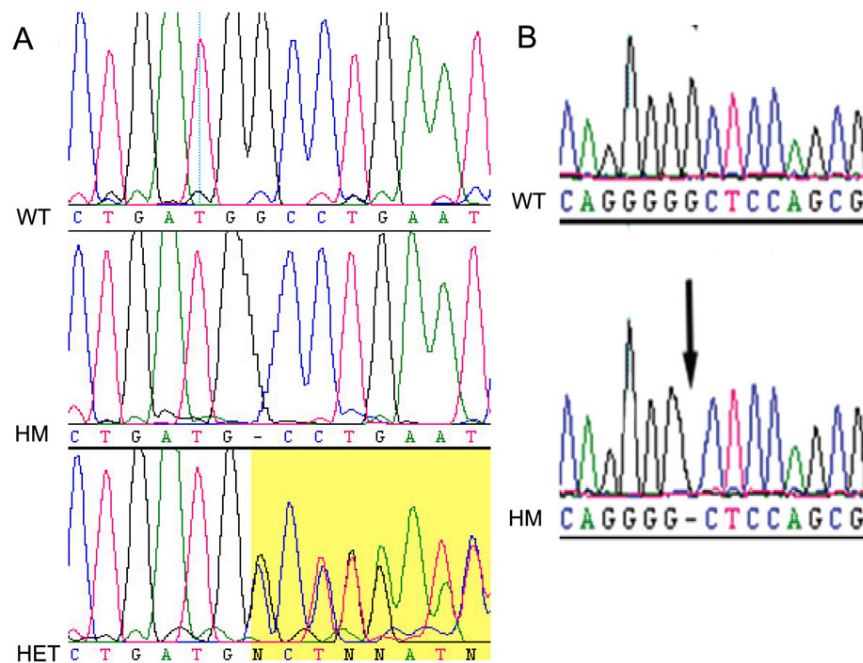 A
WT
C T G A T G G C C T G A A T
HM
C T G A T G - C C T G A A T
HET
C T G A T G N C T N N A T N
B
WT
C A G G G G G C T C C A G C G
HM
C A G G G G - C T C C A G C G